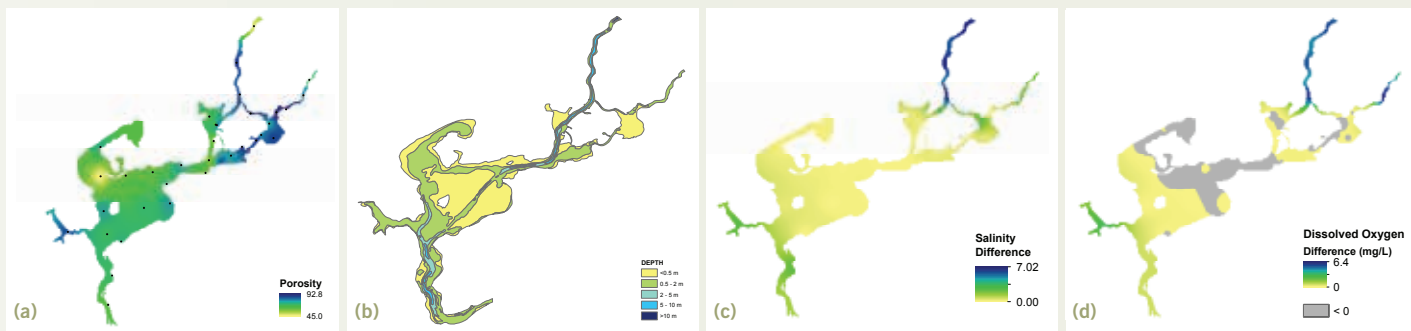 (a)
Porosity
92.8
45.0
(b)
DEPTH
<0.5 m
0.5 - 2 m
2 - 5 m
5 - 10 m
>10 m
(c)
Salinity
Difference
7.02
0.00
(d)
Dissolved Oxygen
Difference (mg/L)
6.4
0
< 0